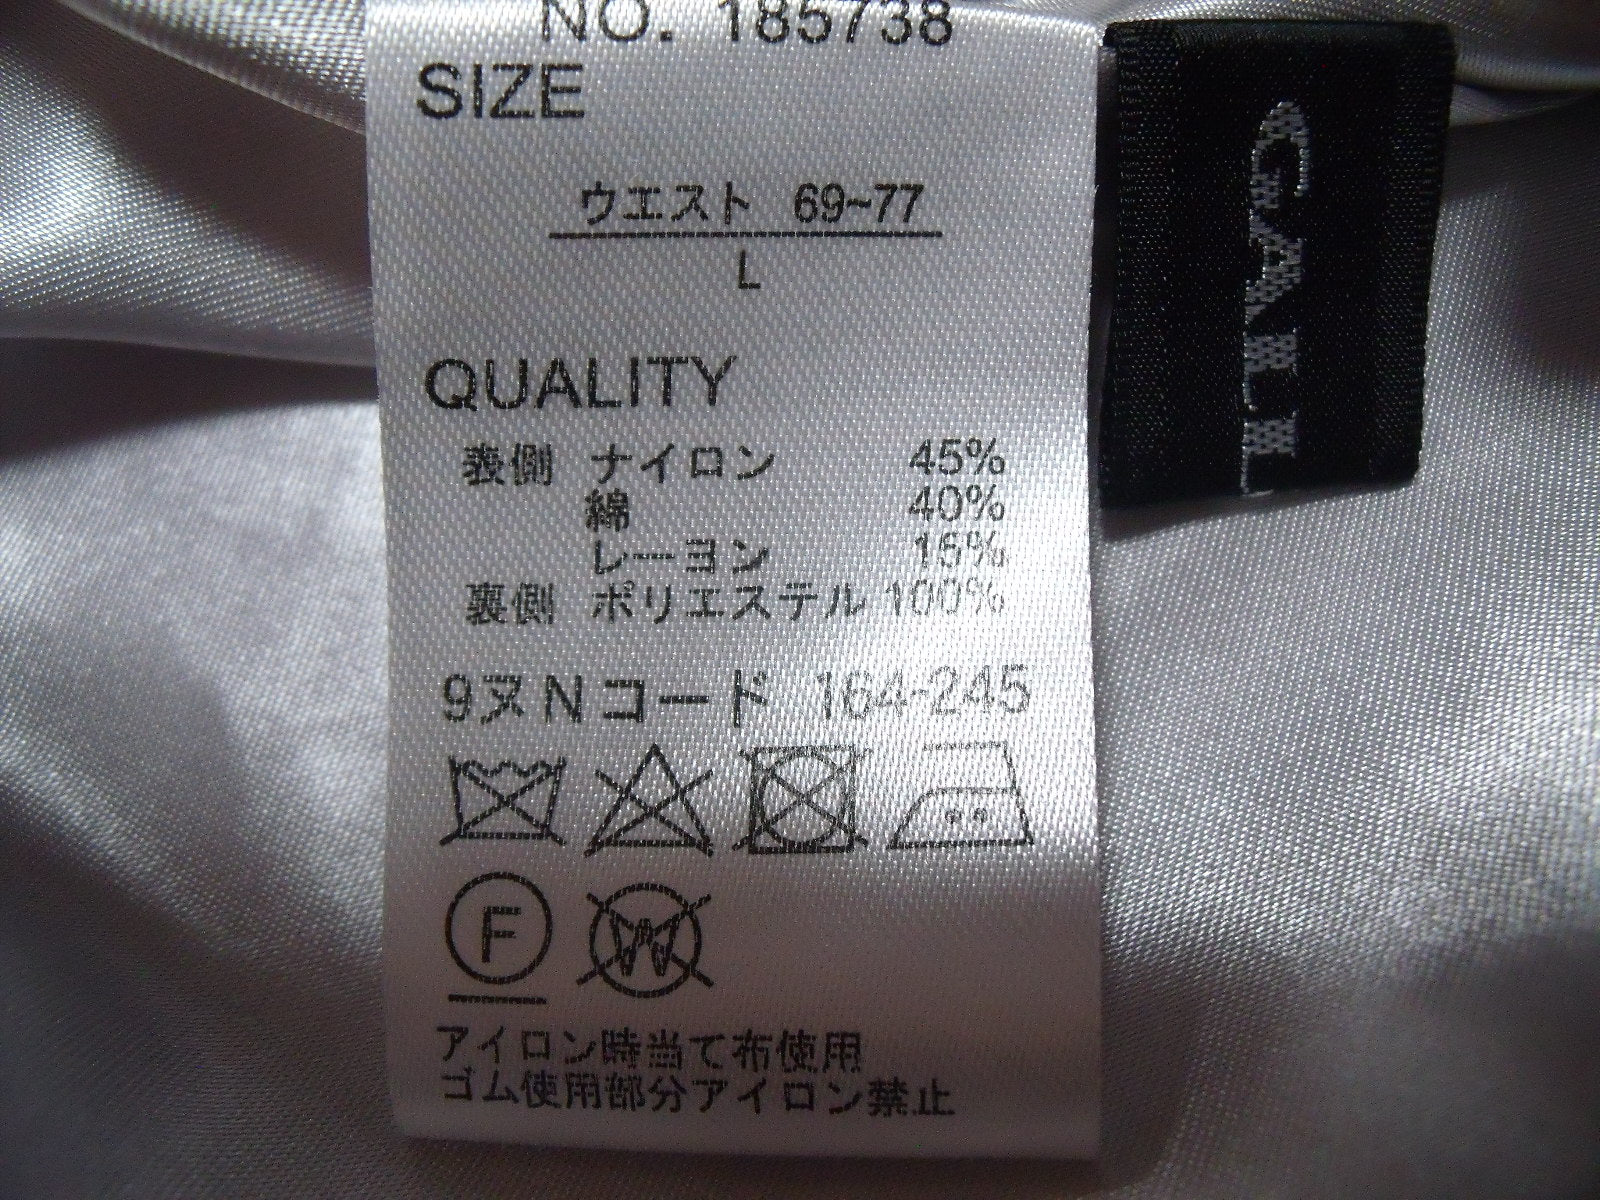 NO. 185738
SIZE
ウエスト 69~77
L
QUALITY
表側 ナイロン 45%
綿 40%
レーヨン 15%
裏側 ポリエステル 100%
9ヌNコード 164-245
F
W
アイロン時当て布使用
ゴム使用部分アイロン禁止